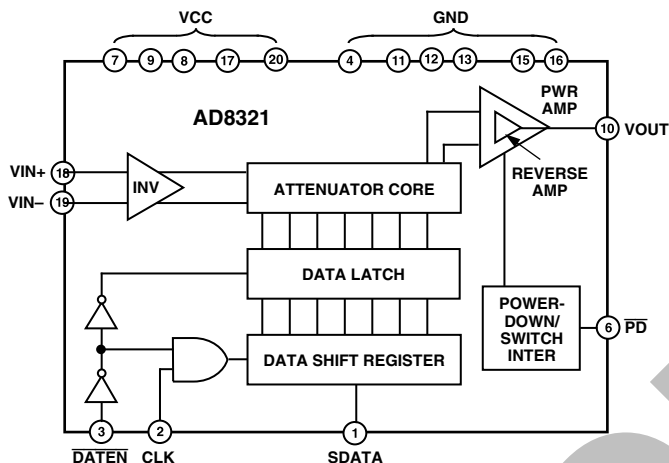 VCC GND
7 9 8 17 20 4 11 12 13 15 16
AD8321
PWR
AMP
10 VOUT
REVERSE
AMP
VIN+ 18
VIN– 19
INV
ATTENUATOR CORE
DATA LATCH
POWER-
DOWN/
SWITCH
INTER
6 PD
DATA SHIFT REGISTER
3 2 1
DATEN CLK SDATA